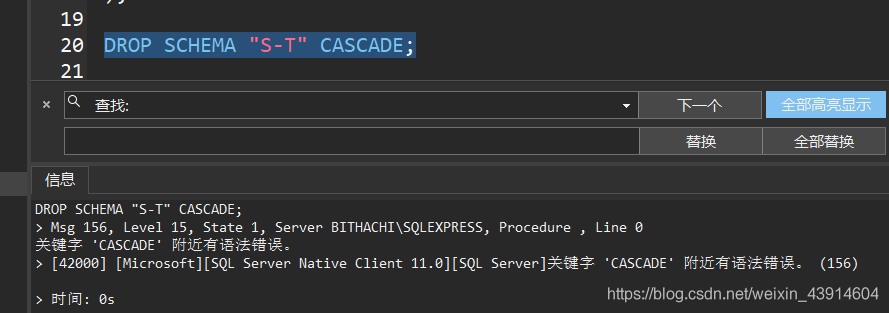 19
20 DROP SCHEMA "S-T" CASCADE;
21
× 查找: 下一个 全部高亮显示
替换 全部替换
信息
DROP SCHEMA "S-T" CASCADE;
> Msg 156, Level 15, State 1, Server BITHACHI\SQLEXPRESS, Procedure , Line 0
关键字 'CASCADE' 附近有语法错误。
> [42000] [Microsoft][SQL Server Native Client 11.0][SQL Server]关键字 'CASCADE' 附近有语法错误。 (156)
> 时间: 0s
https://blog.csdn.net/weixin_43914604